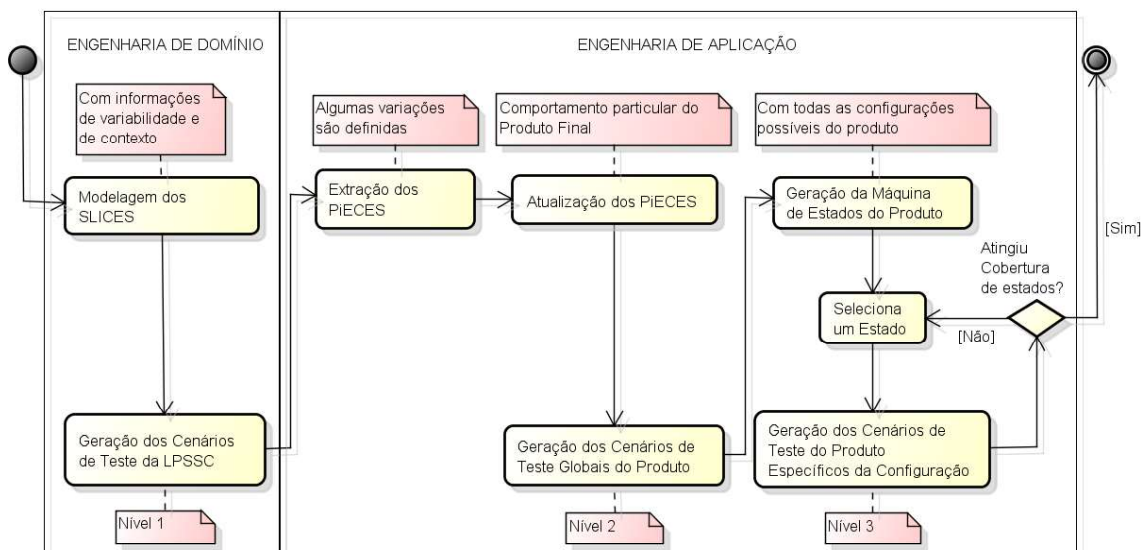 ENGENHARIA DE DOMÍNIO
ENGENHARIA DE APLICAÇÃO
Com informações
de variabilidade e
de contexto
Algumas variações
são definidas
Comportamento particular do
Produto Final
Com todas as configurações
possíveis do produto
Modelagem dos
SLICES
Extração dos
PiECES
Atualização dos PiECES
Geração da Máquina
de Estados do Produto
[Sim]
Atingiu
Cobertura
de estados?
Seleciona
um Estado
[Não]
Geração dos Cenários
de Teste da LPSSC
Geração dos Cenários de
Teste Globais do Produto
Geração dos Cenários de
Teste do Produto
Específicos da Configuração
Nível 1
Nível 2
Nível 3